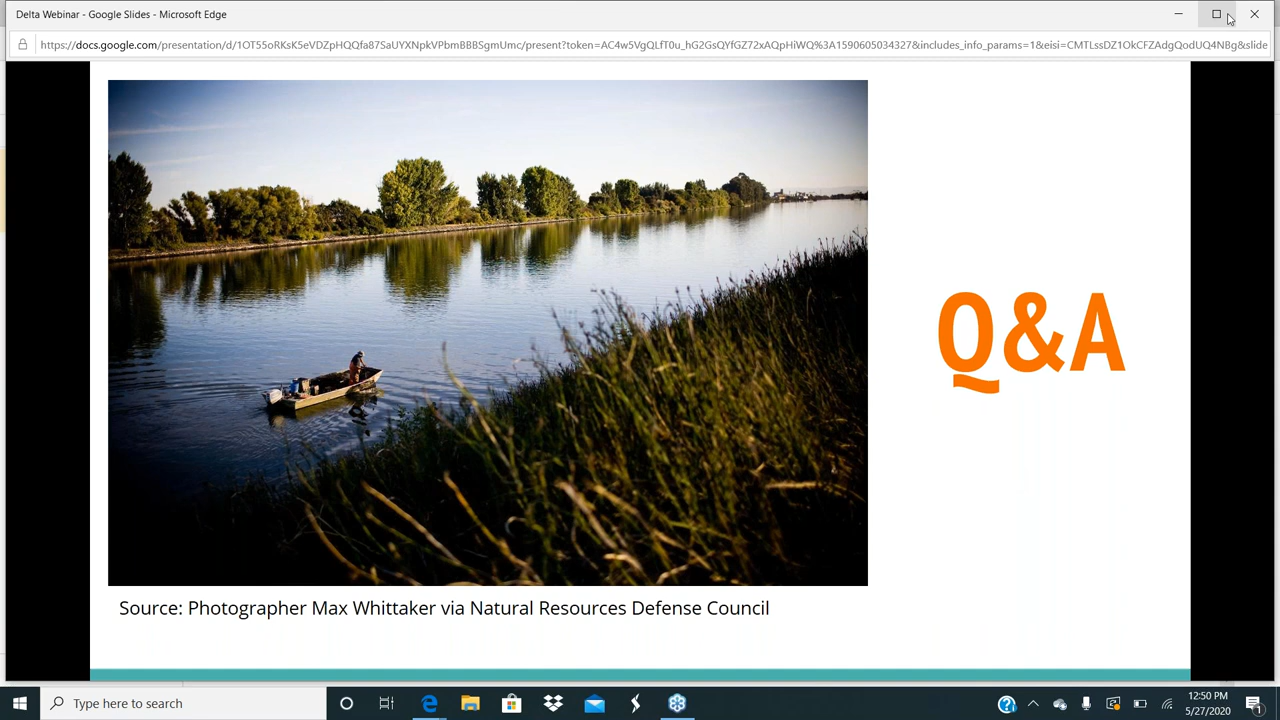 Delta Webinar - Google Slides - Microsoft Edge
https://docs.google.com/presentation/d/1OT55oRKsK5eVDZpHQQfa87SaUYXNpkVPbmBBBSgmUmc/present?token=AC4w5VgQLfT0u_hG2GsQYfGZ72xAQpHiWQ%3A1590605034327&includes_info_params=1&eisi=CMTLssDZ1OkCFZAdgQodUQ4NBg&slide
Q&A
Source: Photographer Max Whittaker via Natural Resources Defense Council
Type here to search
12:50 PM
5/27/2020
1